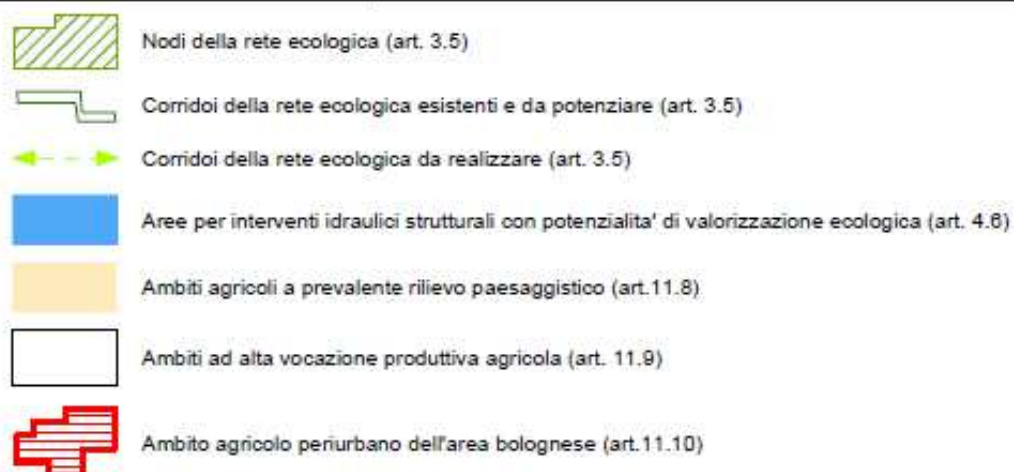 Nodi della rete ecologica (art. 3.5)
Corridoi della rete ecologica esistenti e da potenziare (art. 3.5)
Corridoi della rete ecologica da realizzare (art. 3.5)
Aree per interventi idraulici strutturali con potenzialita' di valorizzazione ecologica (art. 4.6)
Ambiti agricoli a prevalente rilievo paesaggistico (art.11.8)
Ambiti ad alta vocazione produttiva agricola (art. 11.9)
Ambito agricolo periurbano dell'area bolognese (art.11.10)